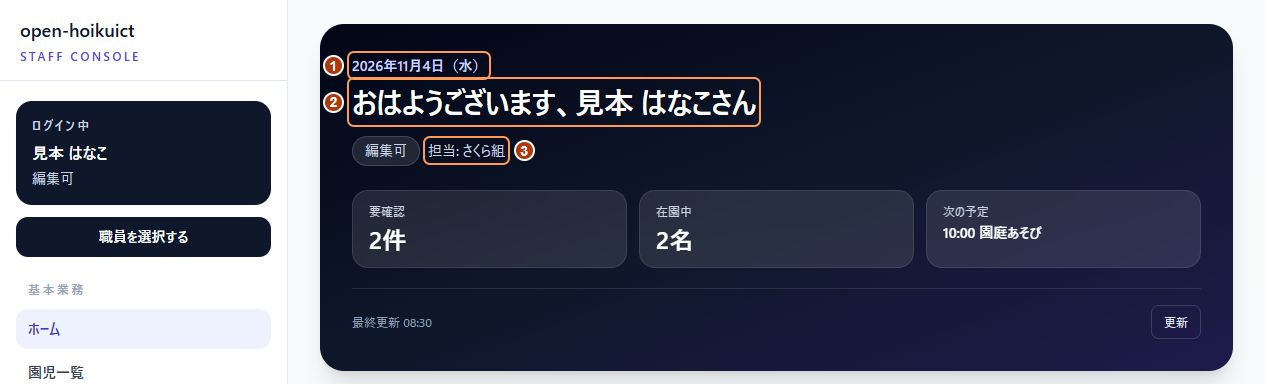 open-hoikuict
STAFF CONSOLE
ログイン中
見本 はなこ
編集可
職員を選択する
基本業務
ホーム
園児一覧
1 2026年11月4日（水）
2 おはようございます、見本 はなこさん
編集可 担当: さくら組 3
要確認
2件
在園中
2名
次の予定
10:00 園庭あそび
最終更新 08:30
更新